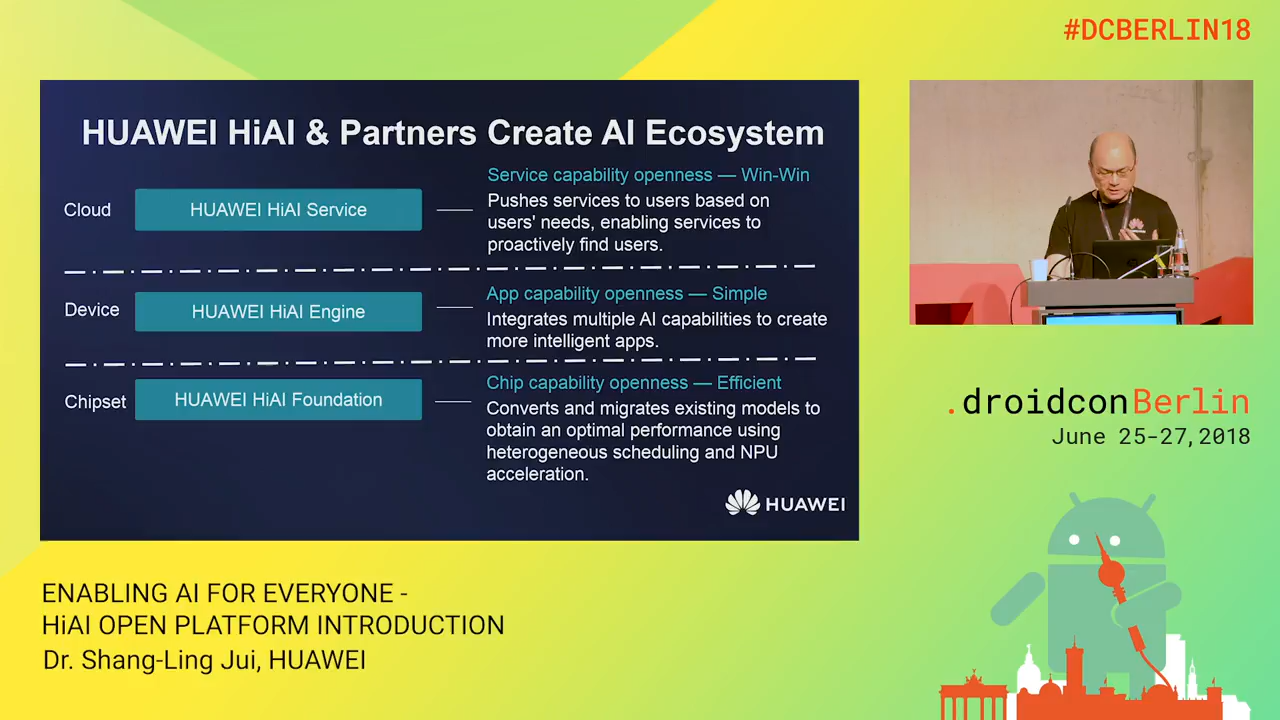 #DCBERLIN18
HUAWEI HiAI & Partners Create AI Ecosystem
Cloud
HUAWEI HiAI Service
Service capability openness — Win-Win
Pushes services to users based on
users' needs, enabling services to
proactively find users.
Device
HUAWEI HiAI Engine
App capability openness — Simple
Integrates multiple AI capabilities to create
more intelligent apps.
Chipset
HUAWEI HiAI Foundation
Chip capability openness — Efficient
Converts and migrates existing models to
obtain an optimal performance using
heterogeneous scheduling and NPU
acceleration.
HUAWEI
.droidconBerlin
June 25-27, 2018
ENABLING AI FOR EVERYONE -
HiAI OPEN PLATFORM INTRODUCTION
Dr. Shang-Ling Jui, HUAWEI